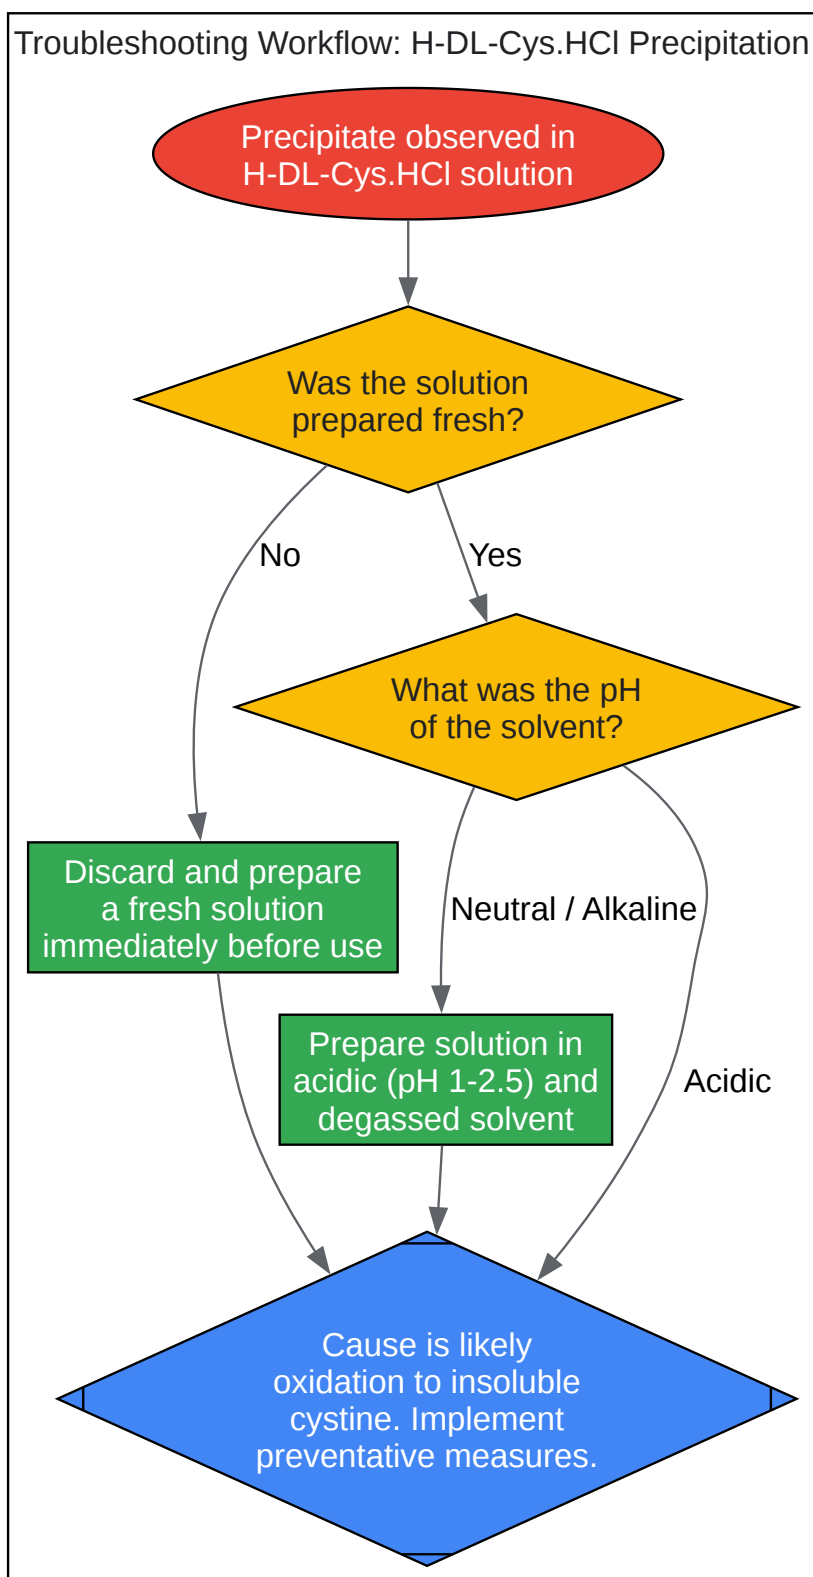 Troubleshooting Workflow: H-DL-Cys.HCl Precipitation
Precipitate observed in
H-DL-Cys.HCl solution
Was the solution
prepared fresh?
No
Yes
What was the pH
of the solvent?
Discard and prepare
a fresh solution
immediately before use
Neutral / Alkaline
Prepare solution in
acidic (pH 1-2.5) and
degassed solvent
Acidic
Cause is likely
oxidation to insoluble
cystine. Implement
preventative measures.